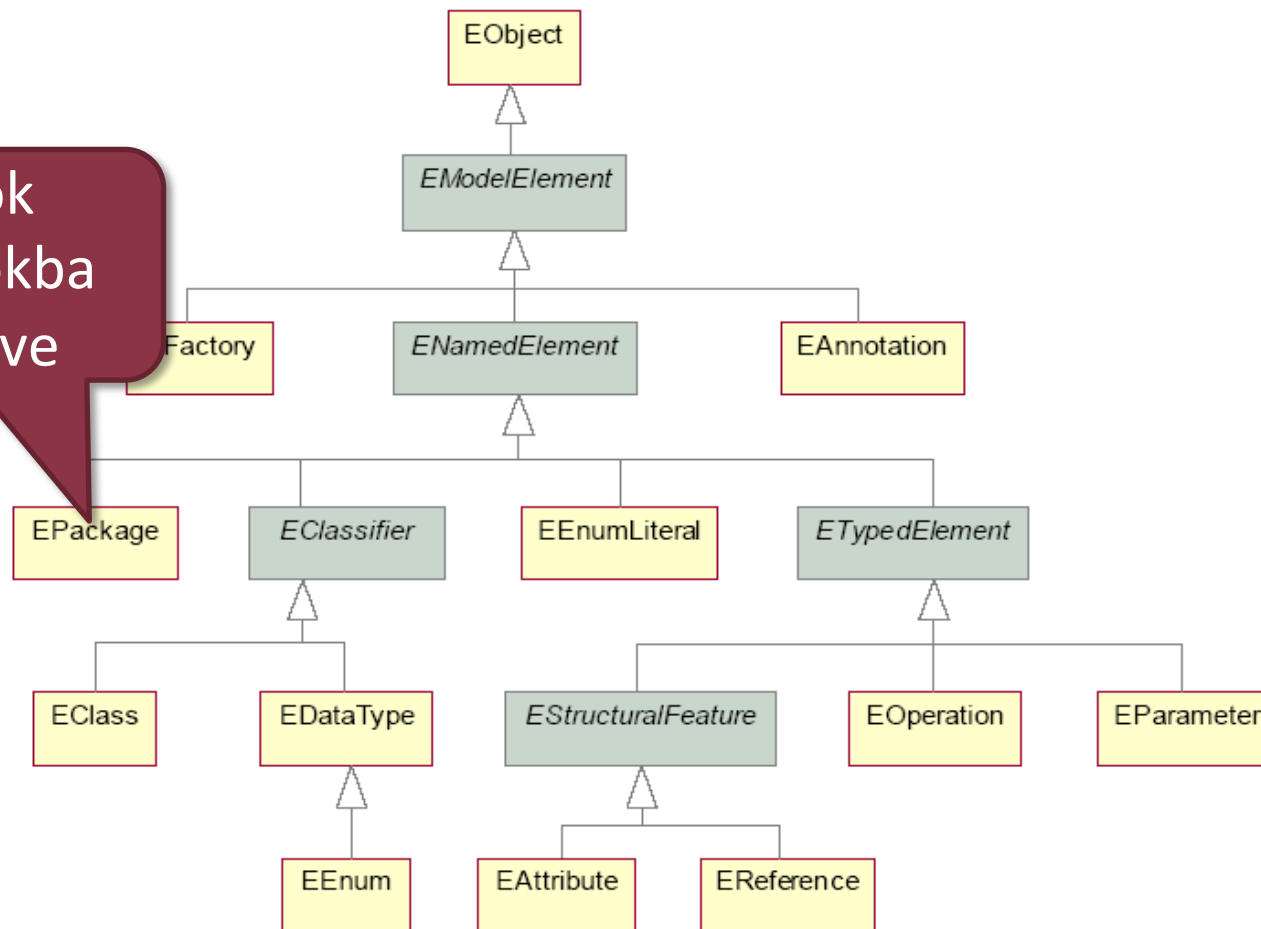 EObject
EModelElement
ok
okba
ve
Factory
ENamedElement
EAnnotation
EPackage
EClassifier
EEnumLiteral
ETypedElement
EClass
EDataType
EStructuralFeature
EOperation
EParameter
EEnum
EAttribute
EReference